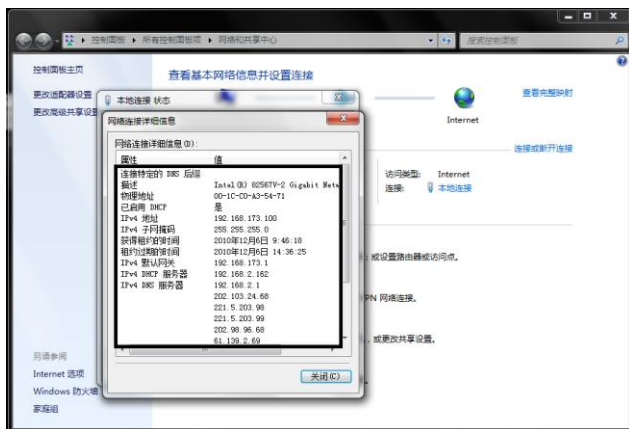 控制面板 ▸ 所有控制面板项 ▸ 网络和共享中心
搜索控制面板
控制面板主页
更改适配器设置
更改高级共享设
查看基本网络信息并设置连接
查看完整映射
Internet
连接或断开连接
访问类型: Internet
连接: 本地连接
本地连接 状态
网络连接详细信息
网络连接详细信息(D):
属性 值
连接特定的 DNS 后缀
描述 Intel(R) 82567V-2 Gigabit Netw
物理地址 00-1C-C0-A3-54-71
已启用 DHCP 是
IPv4 地址 192.168.173.100
IPv4 子网掩码 255.255.255.0
获得租约的时间 2010年12月6日 9:46:18
租约过期的时间 2010年12月6日 14:36:25
IPv4 默认网关 192.168.173.1
IPv4 DHCP 服务器 192.168.2.162
IPv4 DNS 服务器 192.168.2.1
202.103.24.68
221.5.203.98
221.5.203.99
202.98.96.68
61.139.2.69
关闭(C)
；或设置路由器或访问点。
PN 网络连接。
，或更改共享设置。
另请参阅
Internet 选项
Windows 防火墙
家庭组